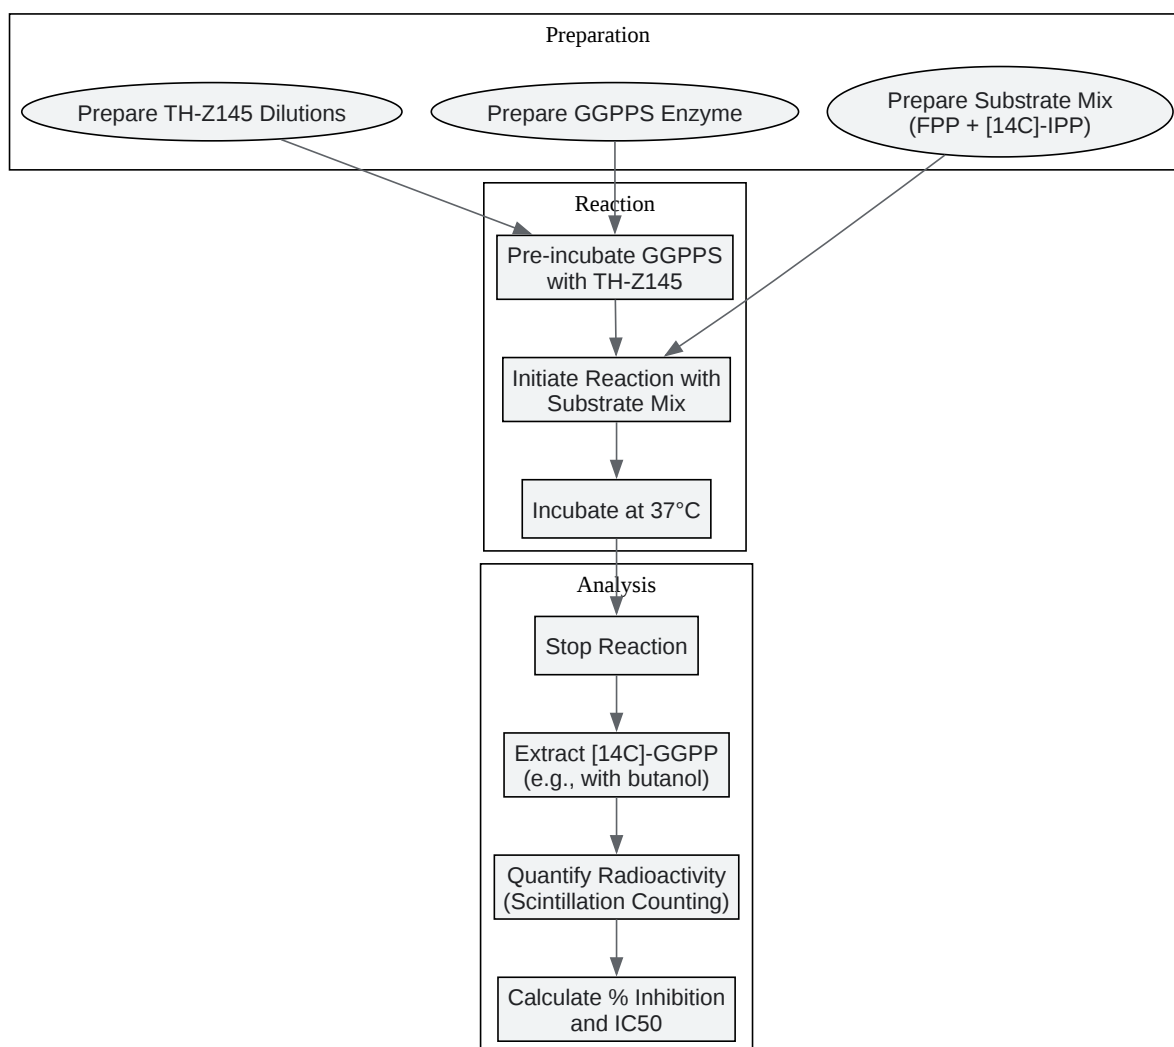 Preparation
Prepare TH-Z145 Dilutions
Prepare GGPPS Enzyme
Prepare Substrate Mix
(FPP + [14C]-IPP)
Reaction
Pre-incubate GGPPS
with TH-Z145
Initiate Reaction with
Substrate Mix
Incubate at 37°C
Analysis
Stop Reaction
Extract [14C]-GGPP
(e.g., with butanol)
Quantify Radioactivity
(Scintillation Counting)
Calculate % Inhibition
and IC50